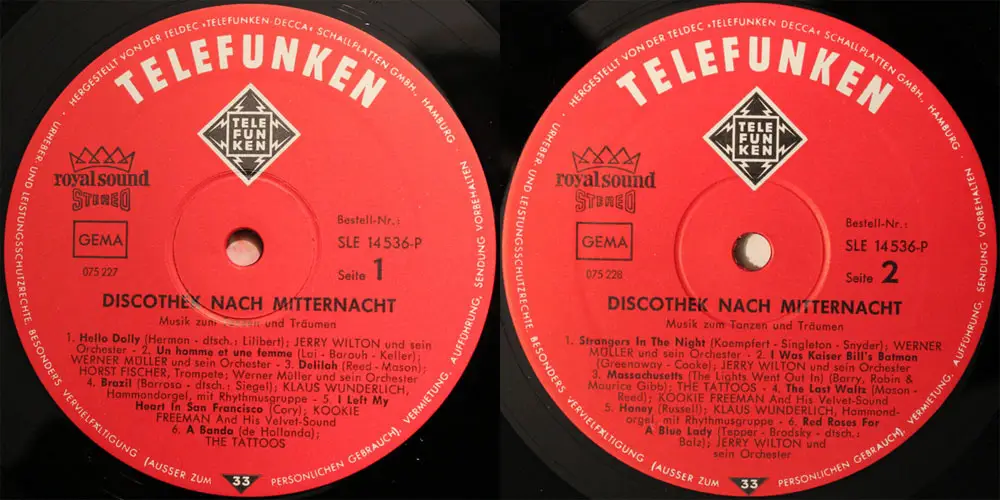 HERGESTELLT VON DER TELDEC »TELEFUNKEN-DECCA« SCHALLPLATTEN GMBH., HAMBURG ·
URHEBER- UND LEISTUNGSSCHUTZRECHTE, BESONDERS VERVIELFÄLTIGUNG (AUSSER ZUM PERSÖNLICHEN GEBRAUCH), VERMIETUNG, AUFFÜHRUNG, SENDUNG VORBEHALTEN
TELEFUNKEN
TELE
FUN
KEN
royal sound
STEREO
GEMA
075 227
Bestell-Nr.:
SLE 14 536-P
Seite 1
DISCOTHEK NACH MITTERNACHT
Musik zum und Träumen
1. Hello Dolly (Herman - dtsch.: Lilibert); JERRY WILTON und sein
Orchester - 2. Un homme et une femme (Lai - Barouh - Keller);
WERNER MÜLLER und sein Orchester - 3. Delilah (Reed - Mason);
HORST FISCHER, Trompete; Werner Müller und sein Orchester
4. Brazil (Barroso - dtsch.: Siegel); KLAUS WUNDERLICH,
Hammondorgel, mit Rhythmusgruppe - 5. I Left My
Heart In San Francisco (Cory); KOOKIE
FREEMAN And His Velvet-Sound
6. A Banda (de Hollanda);
THE TATTOOS
33
HERGESTELLT VON DER TELDEC »TELEFUNKEN-DECCA« SCHALLPLATTEN GMBH., HAMBURG ·
URHEBER- UND LEISTUNGSSCHUTZRECHTE, BESONDERS VERVIELFÄLTIGUNG (AUSSER ZUM PERSÖNLICHEN GEBRAUCH), VERMIETUNG, AUFFÜHRUNG, SENDUNG VORBEHALTEN
TELEFUNKEN
TELE
FUN
KEN
royal sound
STEREO
GEMA
075 228
Bestell-Nr.:
SLE 14 536-P
Seite 2
DISCOTHEK NACH MITTERNACHT
Musik zum Tanzen und Träumen
1. Strangers In The Night (Kaempfert - Singleton - Snyder); WERNER
MÜLLER und sein Orchester - 2. I Was Kaiser Bill's Batman
(Greenaway - Cooke); JERRY WILTON und sein Orchester
3. Massachusetts (The Lights Went Out In) (Barry, Robin &
Maurice Gibb); THE TATTOOS - 4. The Last Waltz (Mason -
Reed); KOOKIE FREEMAN And His Velvet-Sound
5. Honey (Russell); KLAUS WUNDERLICH, Hammond-
orgel, mit Rhythmusgruppe - 6. Red Roses For
A Blue Lady (Tepper - Brodsky - dtsch.:
Balz); JERRY WILTON und
sein Orchester
33